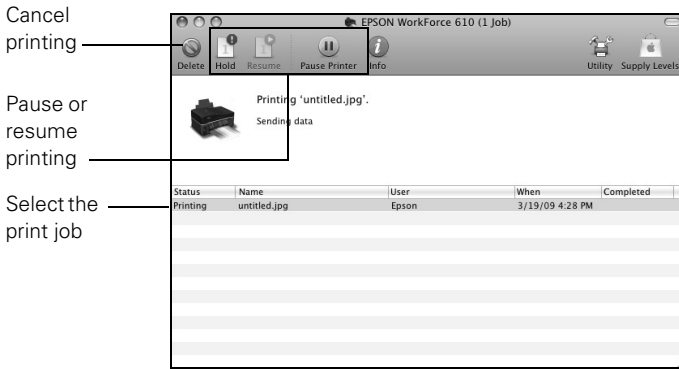 Cancel
printing
Pause or
resume
printing
Select the
print job
EPSON WorkForce 610 (1 Job)
Delete Hold Resume Pause Printer Info Utility Supply Levels
Printing 'untitled.jpg'.
Sending data
Status Name User When Completed
Printing untitled.jpg Epson 3/19/09 4:28 PM